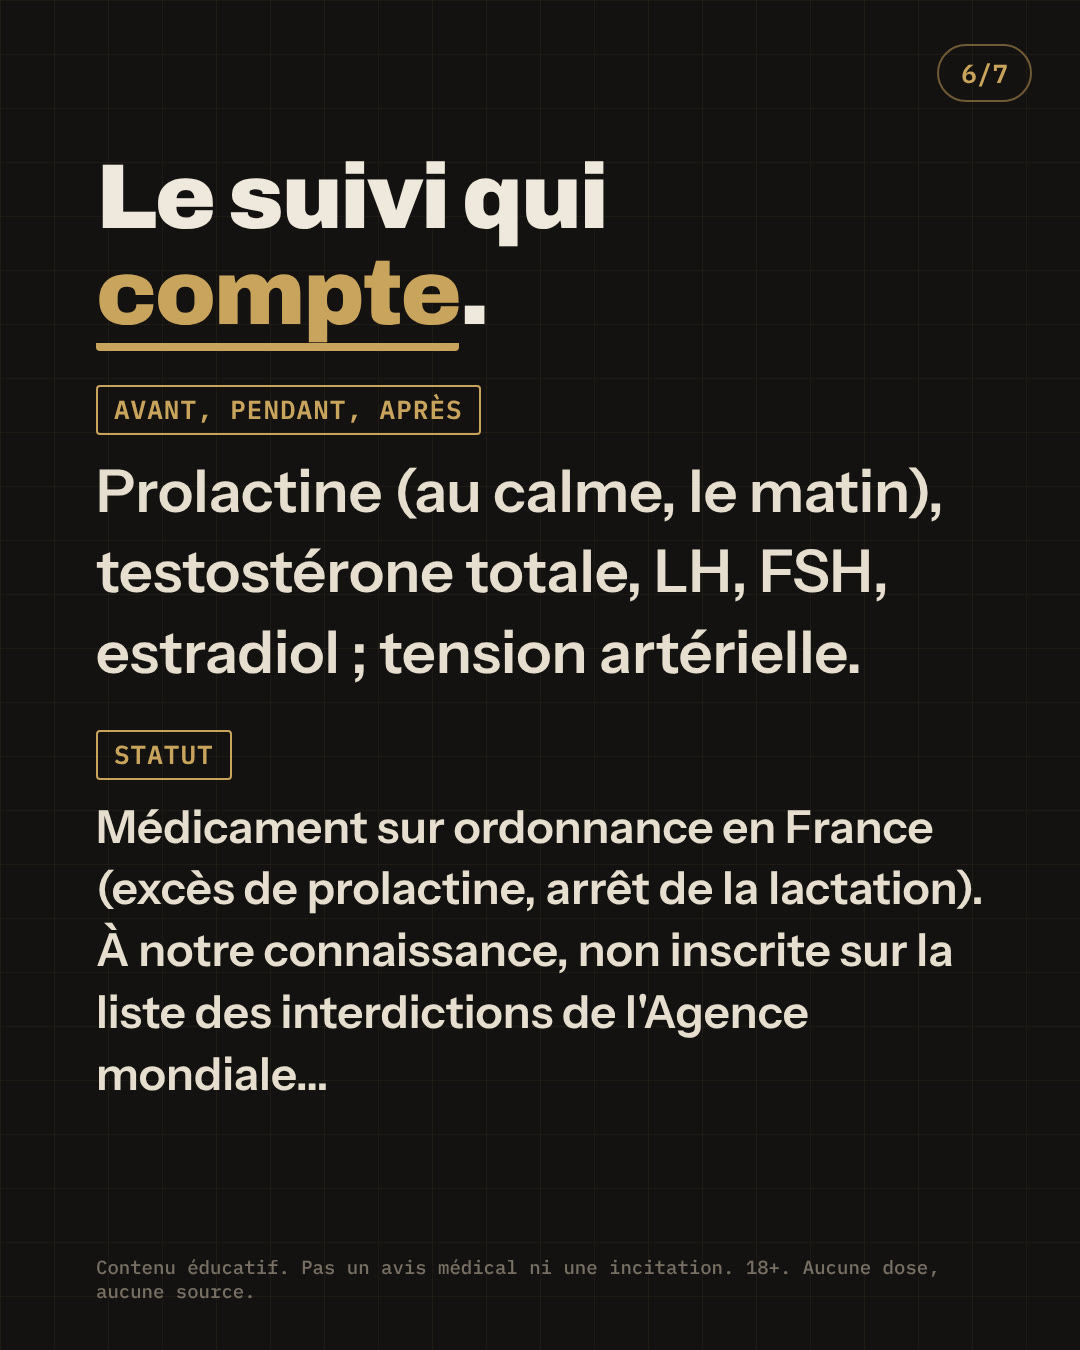 6/7
Le suivi qui
compte.
AVANT, PENDANT, APRÈS
Prolactine (au calme, le matin),
testostérone totale, LH, FSH,
estradiol ; tension artérielle.
STATUT
Médicament sur ordonnance en France
(excès de prolactine, arrêt de la lactation).
À notre connaissance, non inscrite sur la
liste des interdictions de l'Agence
mondiale…
Contenu éducatif. Pas un avis médical ni une incitation. 18+. Aucune dose,
aucune source.